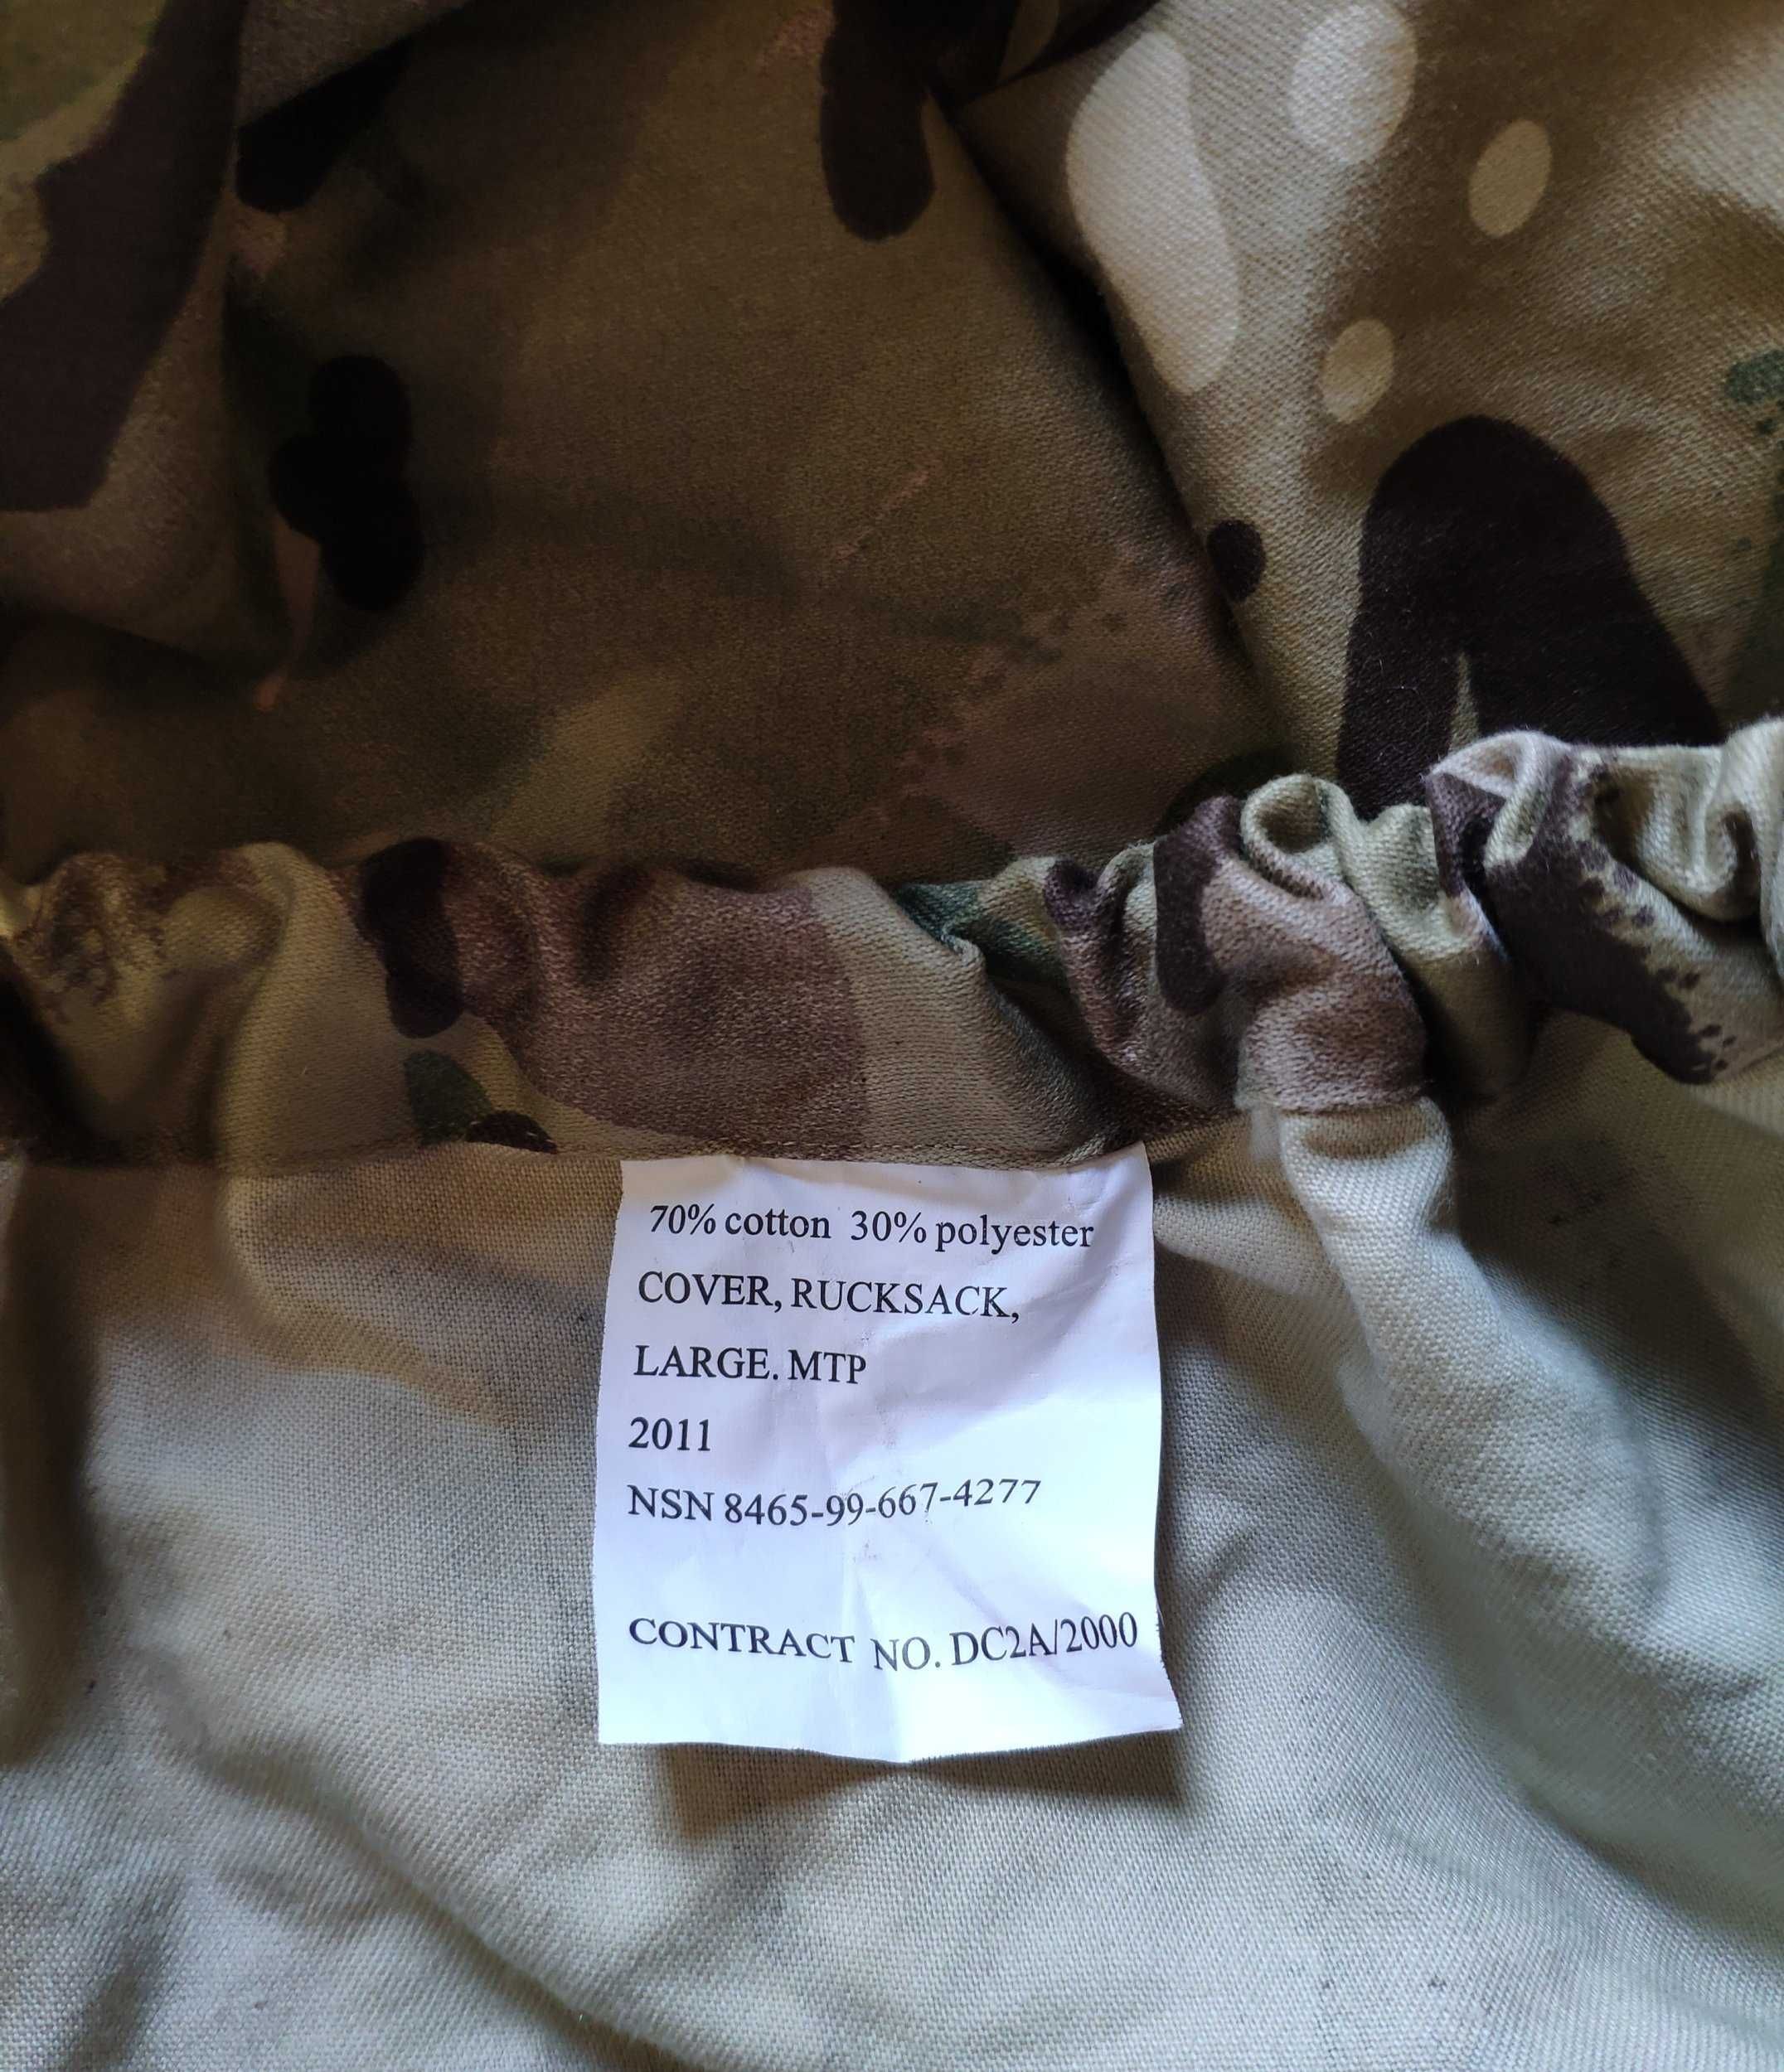 70% cotton 30% polyester
COVER, RUCKSACK,
LARGE. MTP
2011
NSN 8465-99-667-4277
CONTRACT NO. DC2A/2000